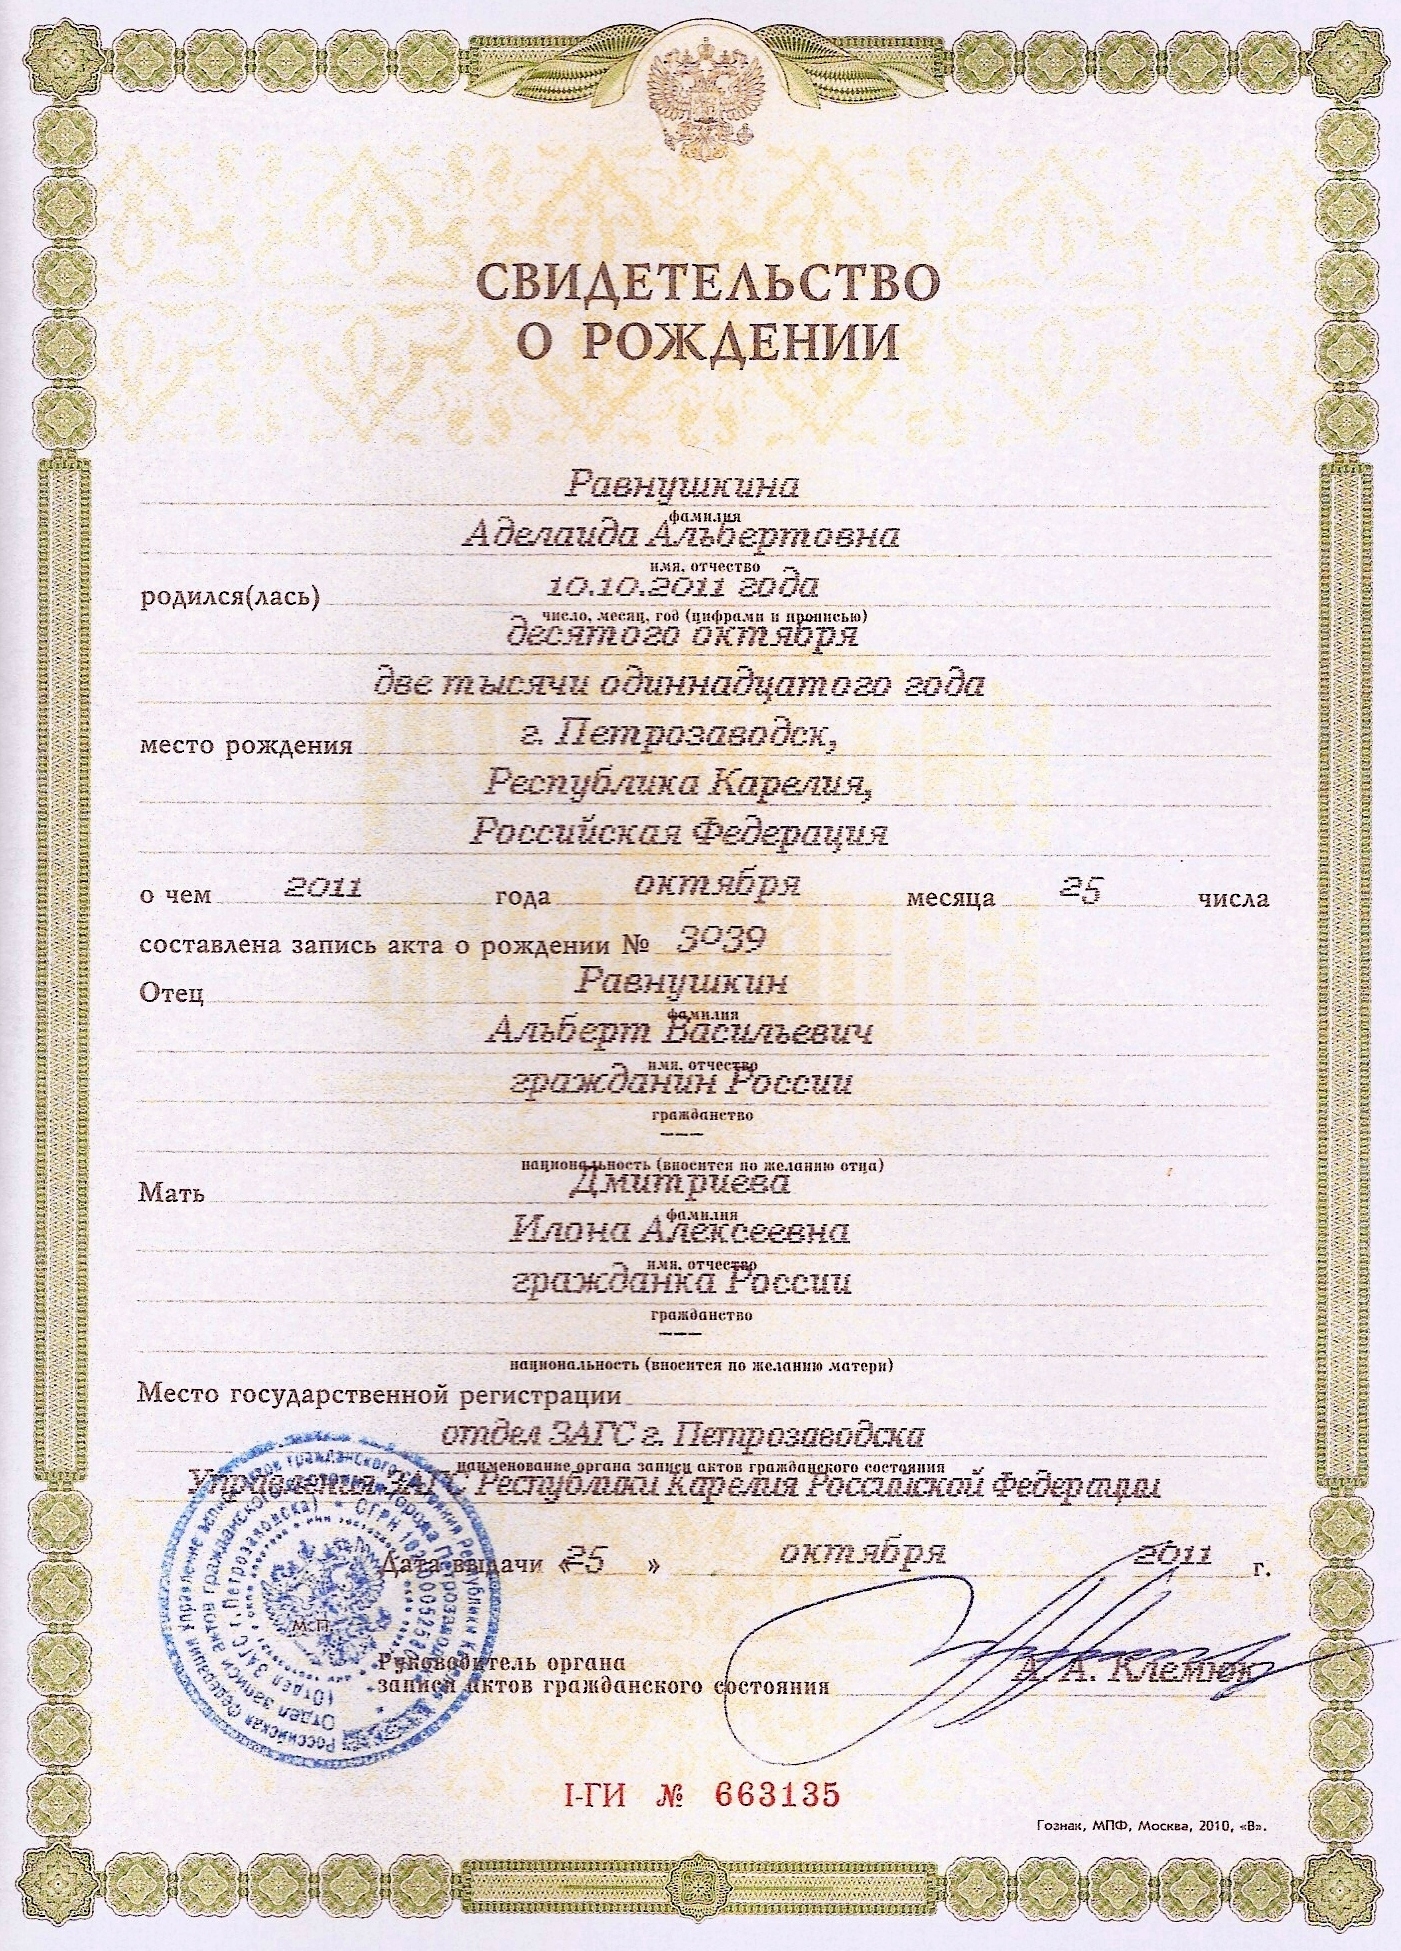 СВИДЕТЕЛЬСТВО
О РОЖДЕНИИ
Равнушкина
фамилия
Аделаида Альбертовна
имя, отчество
родился(лась) 10.10.2011 года
число, месяц, год (цифрами и прописью)
десятого октября
две тысячи одиннадцатого года
место рождения г. Петрозаводск,
Республика Карелия,
Российская Федерация
о чем 2011 года октября месяца 25 числа
составлена запись акта о рождении № 3039
Отец Равнушкин
фамилия
Альберт Васильевич
имя, отчество
гражданин России
гражданство
---
национальность (вносится по желанию отца)
Мать Дмитриева
фамилия
Илона Алексеевна
имя, отчество
гражданка России
гражданство
---
национальность (вносится по желанию матери)
Место государственной регистрации
отдел ЗАГС г. Петрозаводска
наименование органа записи актов гражданского состояния
Управления ЗАГС Республики Карелия Российской Федерации
Дата выдачи «25» октября 2011 г.
М.П.
Руководитель органа
записи актов гражданского состояния А. А. Клемюк
I-ГИ № 663135
Гознак, МПФ, Москва, 2010, «В».